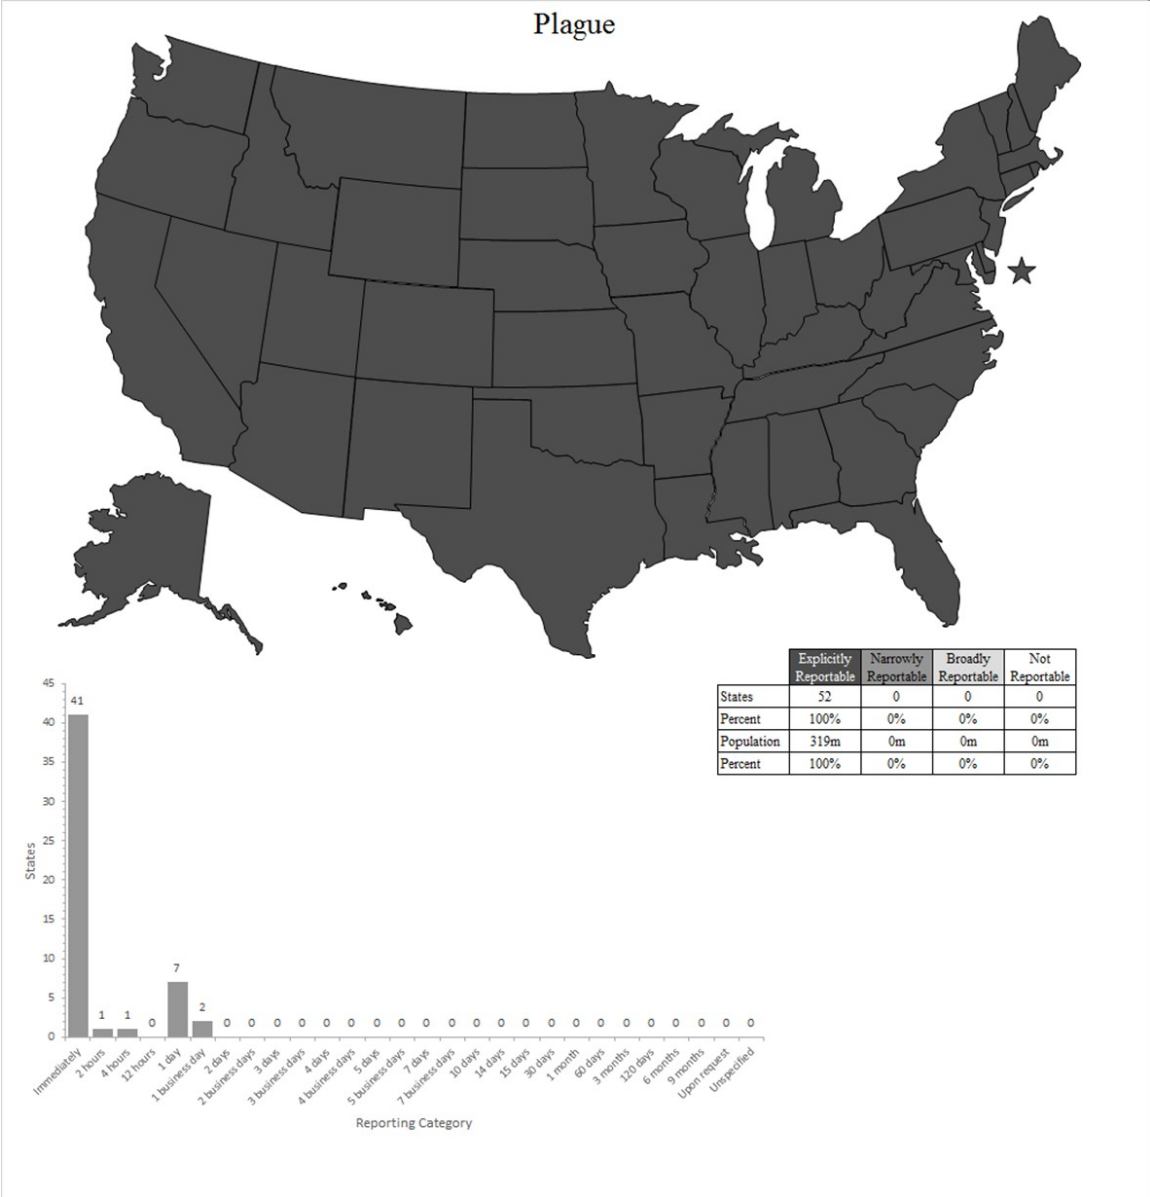 Plague
Explicitly Reportable Narrowly Reportable Broadly Reportable Not Reportable
States 52 0 0 0
Percent 100% 0% 0% 0%
Population 319m 0m 0m 0m
Percent 100% 0% 0% 0%
States
45
40
35
30
25
20
15
10
5
0
41 1 1 0 7 2 0 0 0 0 0 0 0 0 0 0 0 0 0 0 0 0 0 0 0 0 0 0
Immediately
2 hours
4 hours
12 hours
1 day
1 business day
2 days
2 business days
3 days
3 business days
4 days
4 business days
5 days
5 business days
7 days
7 business days
10 days
14 days
15 days
30 days
1 month
60 days
3 months
120 days
6 months
9 months
Upon request
Unspecified
Reporting Category